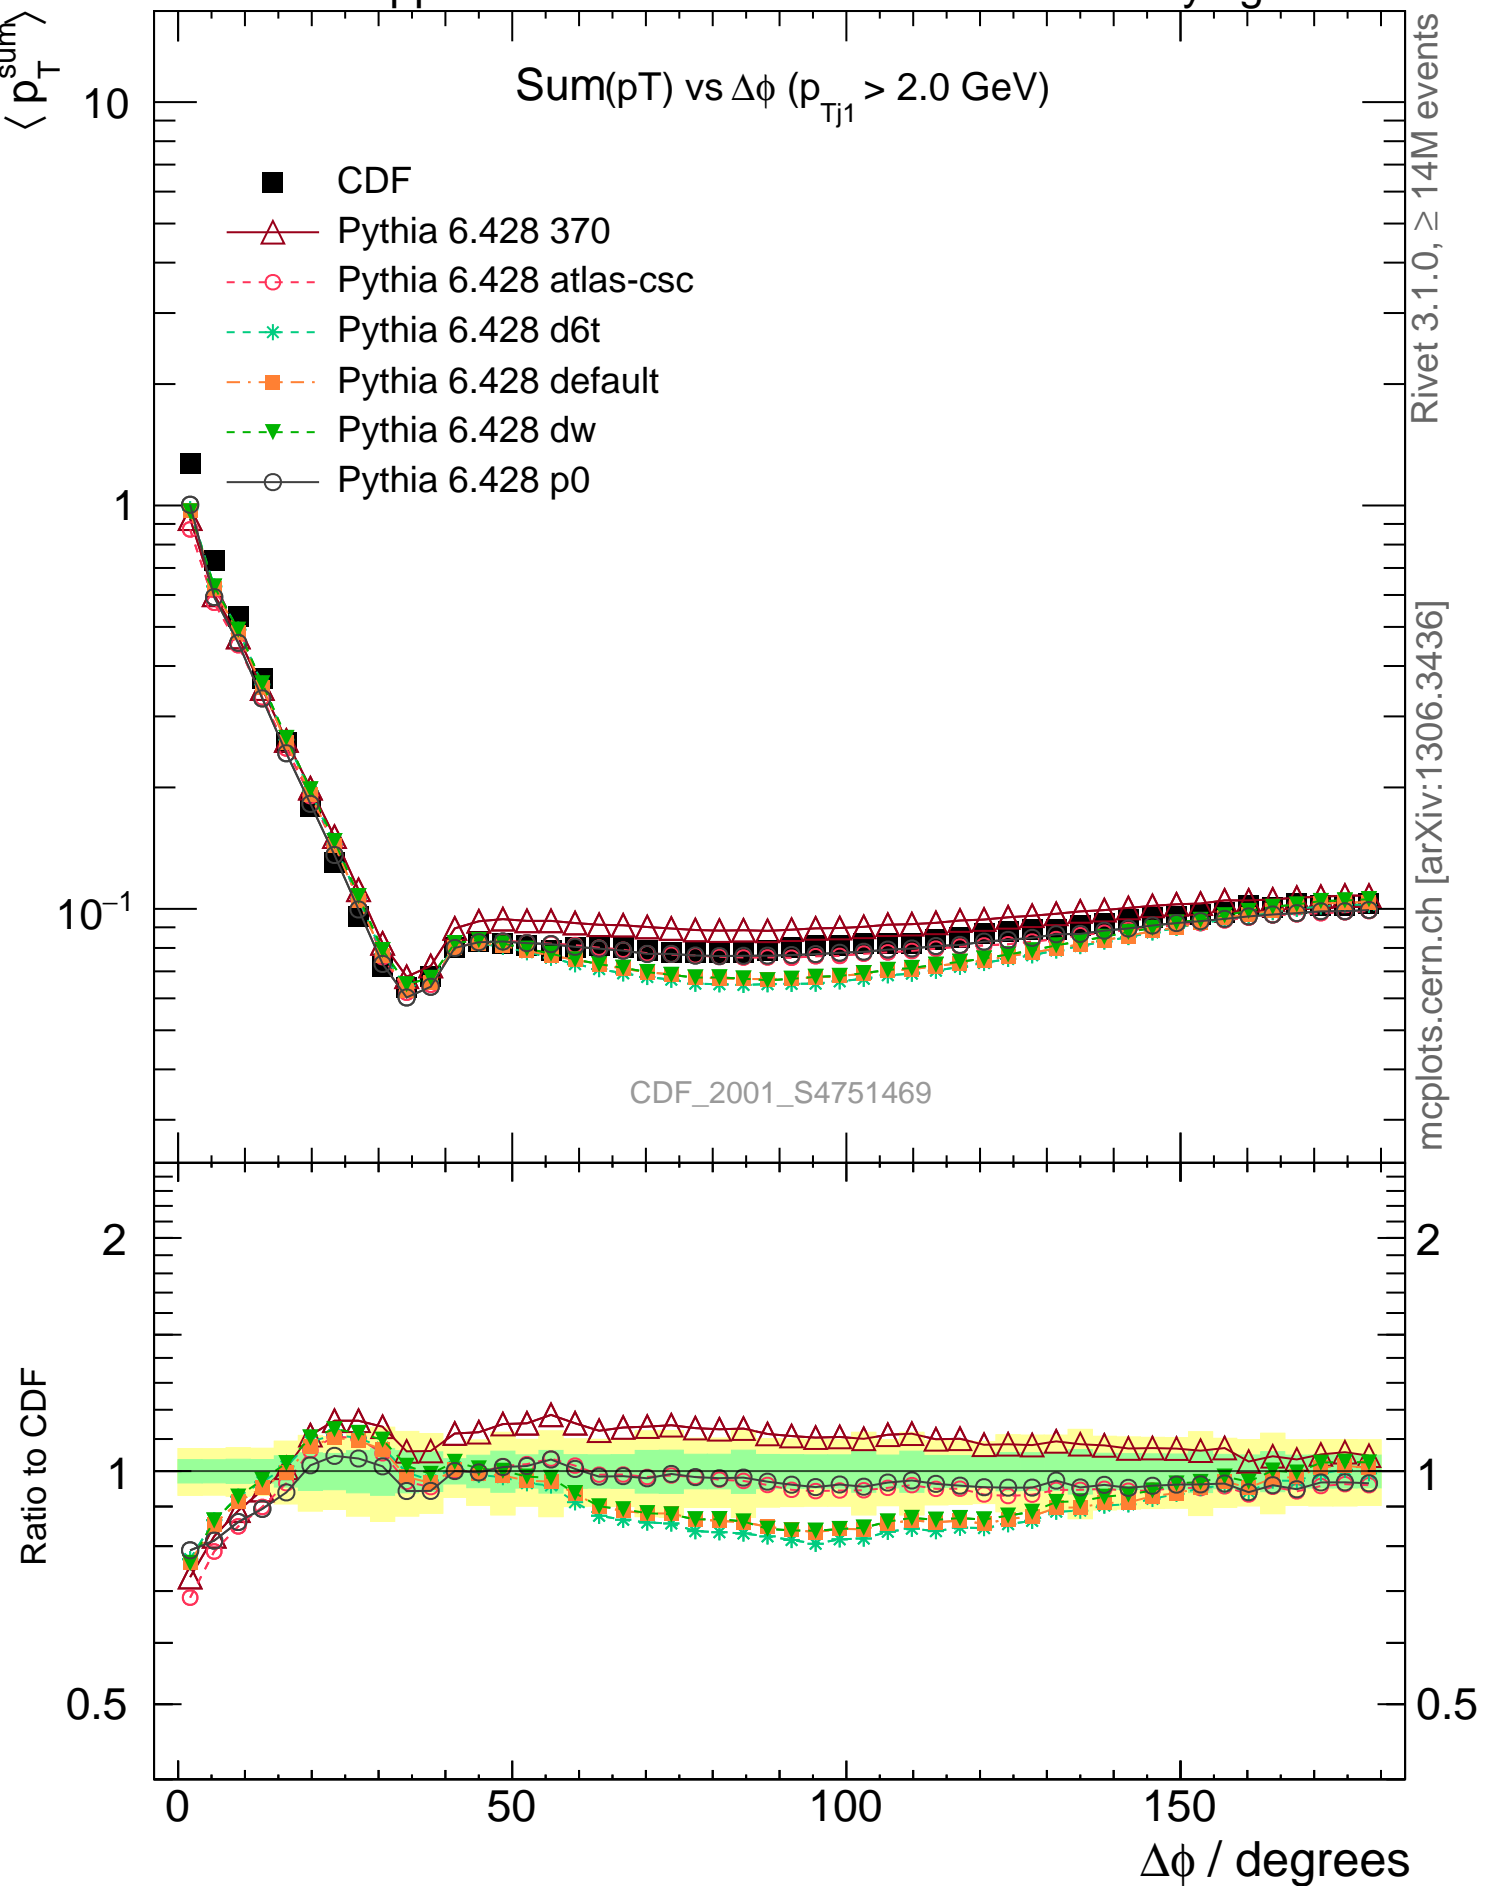 ⟨ p_T^sum ⟩
Sum(pT) vs Δϕ (p_Tj1 > 2.0 GeV)
CDF
Pythia 6.428 370
Pythia 6.428 atlas-csc
Pythia 6.428 d6t
Pythia 6.428 default
Pythia 6.428 dw
Pythia 6.428 p0
10
1
10⁻¹
CDF_2001_S4751469
Rivet 3.1.0, ≥ 14M events
mcplots.cern.ch [arXiv:1306.3436]
Ratio to CDF
2
1
0.5
2
1
0.5
0
50
100
150
Δϕ / degrees